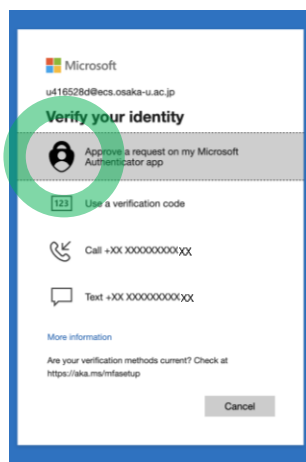 Microsoft
u416528d@ecs.osaka-u.ac.jp
Verify your identity
Approve a request on my Microsoft
Authenticator app
123
Use a verification code
Call +XX XXXXXXXXXXX
Text +XX XXXXXXXXXXX
More information
Are your verification methods current? Check at
https://aka.ms/mfasetup
Cancel